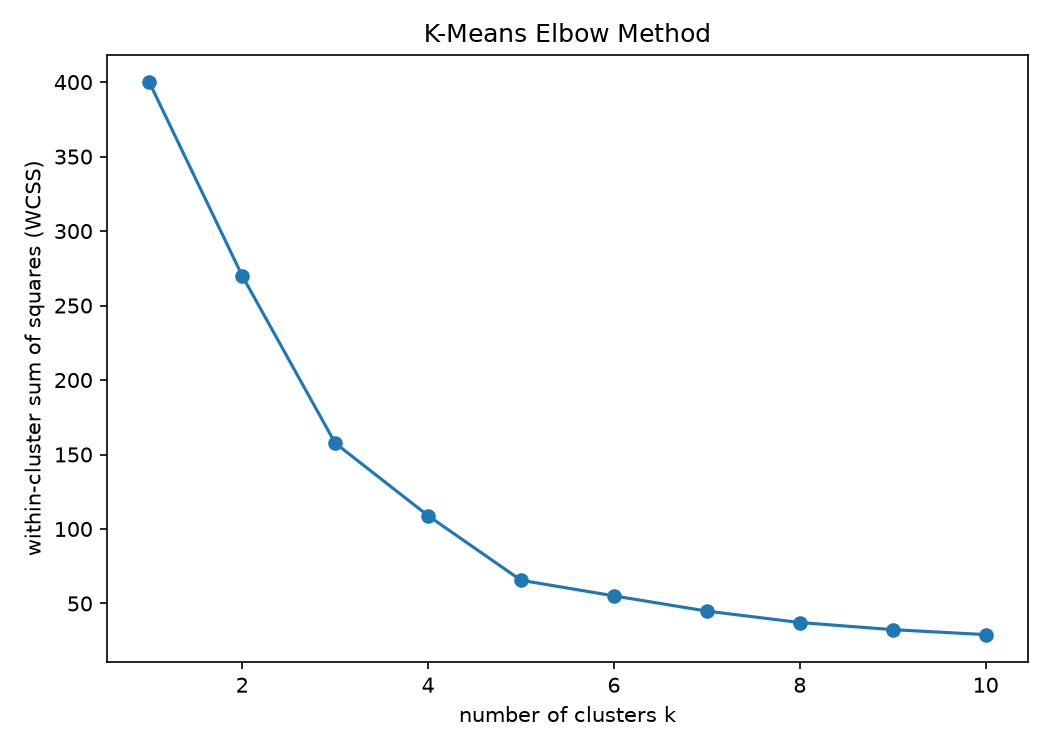 K-Means Elbow Method
within-cluster sum of squares (WCSS)
400
350
300
250
200
150
100
50
2 4 6 8 10
number of clusters k